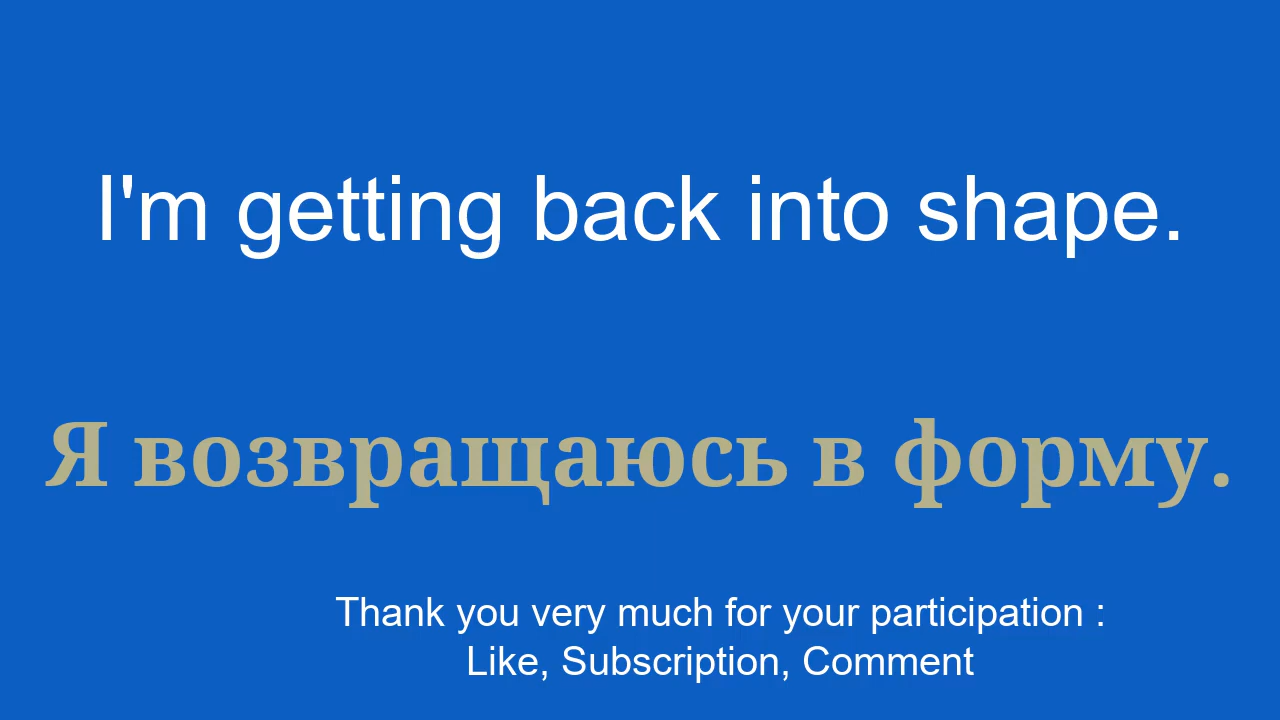 I'm getting back into shape.
Я возвращаюсь в форму.
Thank you very much for your participation :
Like, Subscription, Comment